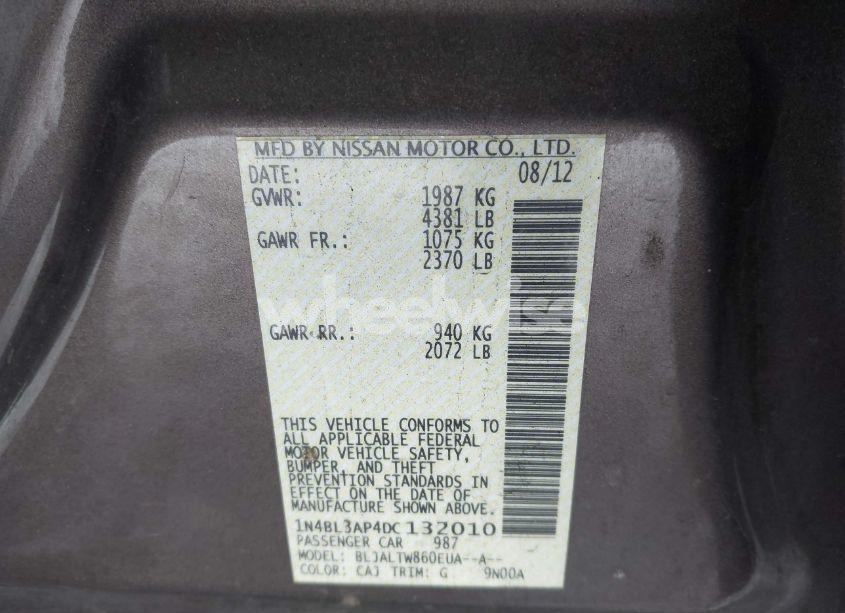 MFD BY NISSAN MOTOR CO., LTD.
DATE: 08/12
GVWR: 1987 KG
4381 LB
GAWR FR.: 1075 KG
2370 LB
wheelwise
GAWR RR.: 940 KG
2072 LB
THIS VEHICLE CONFORMS TO
ALL APPLICABLE FEDERAL
MOTOR VEHICLE SAFETY,
BUMPER, AND THEFT
PREVENTION STANDARDS IN
EFFECT ON THE DATE OF
MANUFACTURE SHOWN ABOVE.
1N4BL3AP4DC132010
PASSENGER CAR 987
MODEL: BLJALTW860EUA--A--
COLOR: CAJ TRIM: G 9N00A